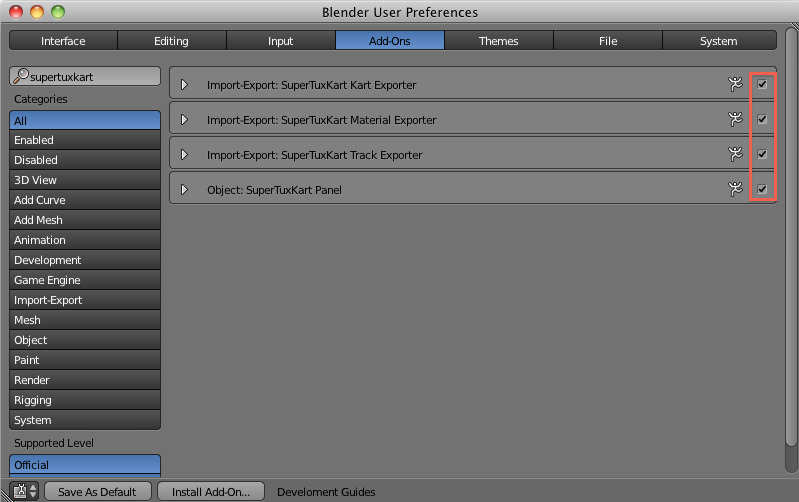 Blender User Preferences
Interface Editing Input Add-Ons Themes File System
supertuxkart
Categories
All
Enabled
Disabled
3D View
Add Curve
Add Mesh
Animation
Development
Game Engine
Import-Export
Mesh
Object
Paint
Render
Rigging
System
Supported Level
Official
Import-Export: SuperTuxKart Kart Exporter
Import-Export: SuperTuxKart Material Exporter
Import-Export: SuperTuxKart Track Exporter
Object: SuperTuxKart Panel
Save As Default Install Add-On... Develoment Guides